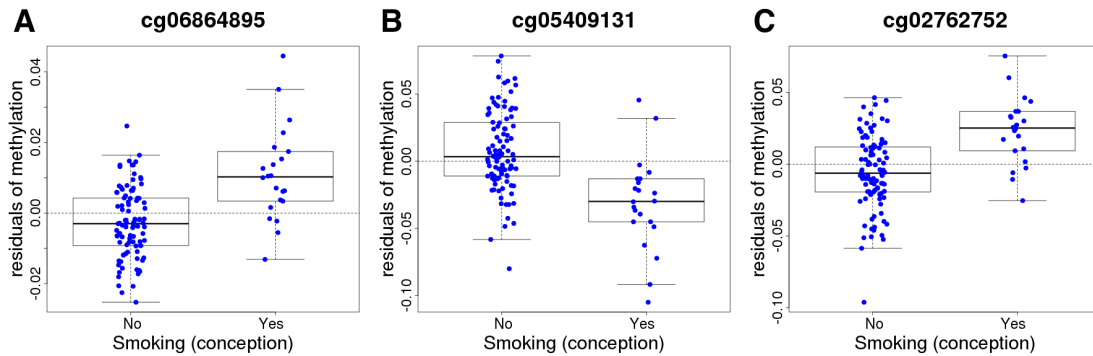 A
cg06864895
residuals of methylation
0.04
0.02
0.00
-0.02
No
Yes
Smoking (conception)
B
cg05409131
residuals of methylation
0.05
0.00
-0.05
-0.10
No
Yes
Smoking (conception)
C
cg02762752
residuals of methylation
0.05
0.00
-0.05
-0.10
No
Yes
Smoking (conception)